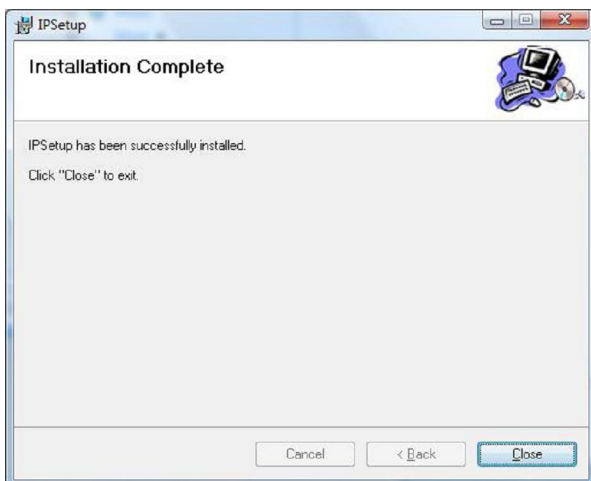 IPSetup
Installation Complete
IPSetup has been successfully installed.
Click "Close" to exit.
Cancel
< Back
Close